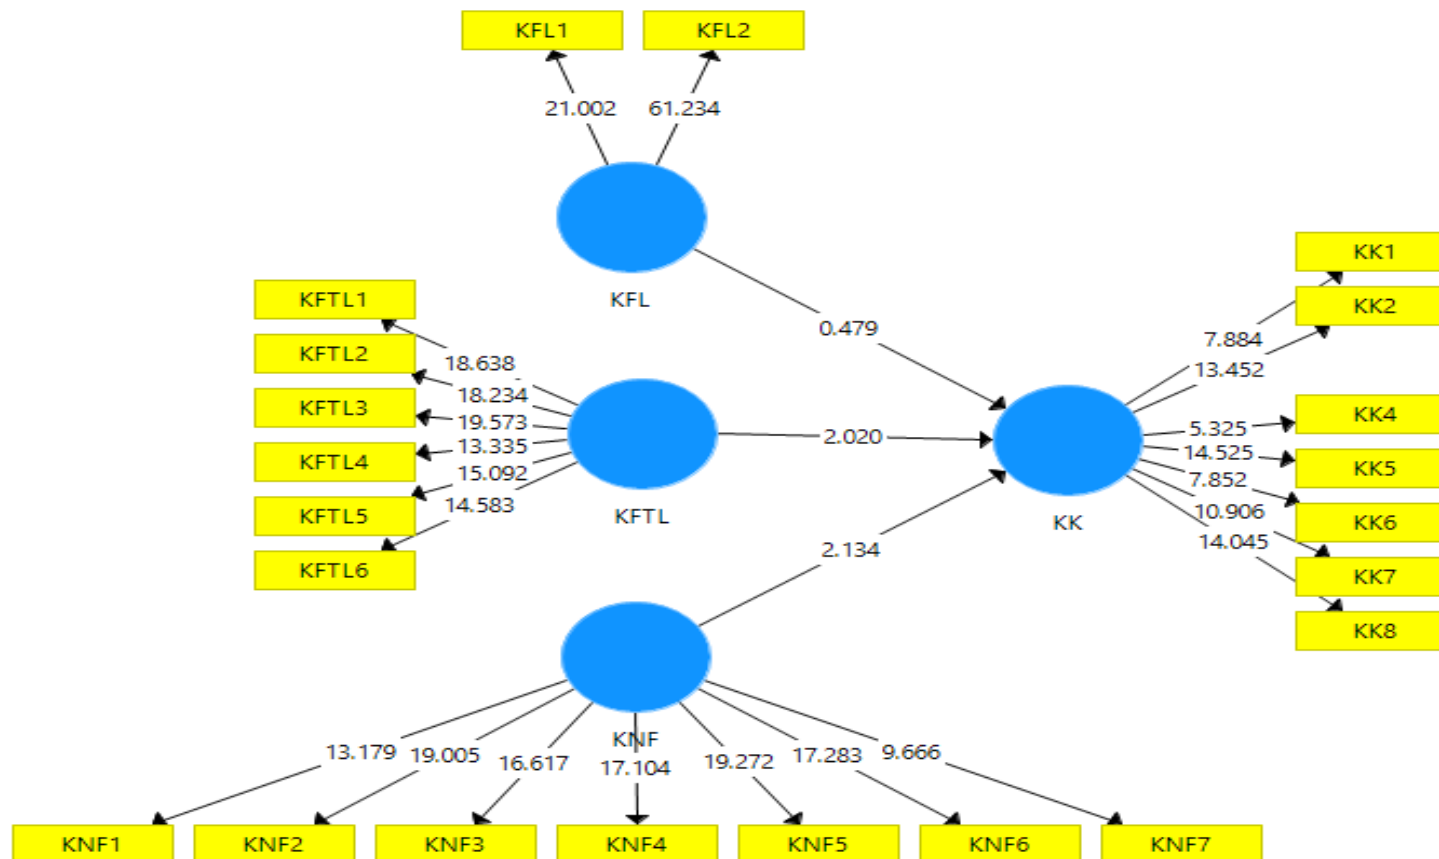 KFL1
KFL2
21.002
61.234
KFL
0.479
KFTL1
KFTL2
KFTL3
KFTL4
KFTL5
KFTL6
18.638
18.234
19.573
13.335
15.092
14.583
KFTL
2.020
KK
KK1
KK2
KK4
KK5
KK6
KK7
KK8
7.884
13.452
5.325
14.525
7.852
10.906
14.045
2.134
KNF
13.179
19.005
16.617
17.104
19.272
17.283
9.666
KNF1
KNF2
KNF3
KNF4
KNF5
KNF6
KNF7